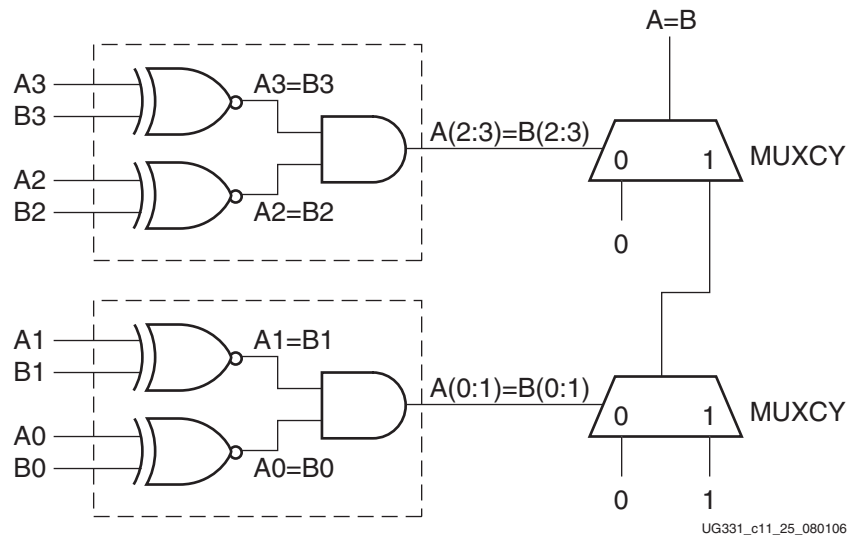 A=B
A3
B3
A3=B3
A(2:3)=B(2:3)
0
1
MUXCY
A2
B2
A2=B2
0
A1
B1
A1=B1
A(0:1)=B(0:1)
0
1
MUXCY
A0
B0
A0=B0
0
1
UG331_c11_25_080106